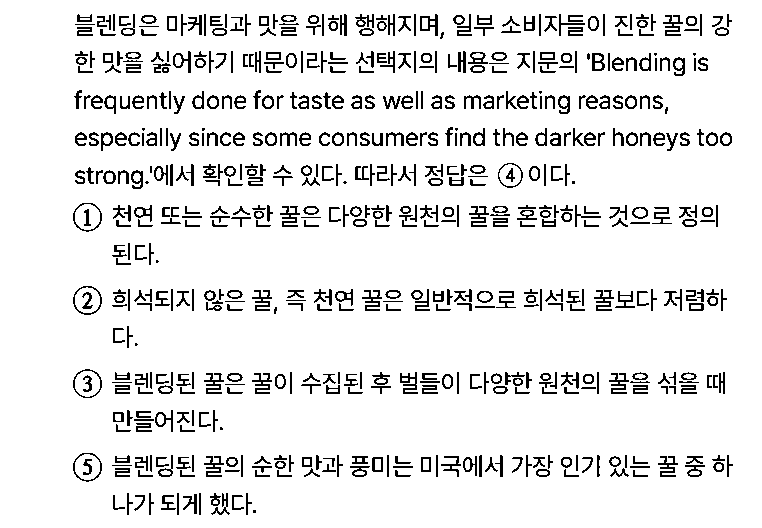 블렌딩은 마케팅과 맛을 위해 행해지며, 일부 소비자들이 진한 꿀의 강
한 맛을 싫어하기 때문이라는 선택지의 내용은 지문의 'Blending is
frequently done for taste as well as marketing reasons,
especially since some consumers find the darker honeys too
strong.'에서 확인할 수 있다. 따라서 정답은 ④이다.
① 천연 또는 순수한 꿀은 다양한 원천의 꿀을 혼합하는 것으로 정의
된다.
② 희석되지 않은 꿀, 즉 천연 꿀은 일반적으로 희석된 꿀보다 저렴하
다.
③ 블렌딩된 꿀은 꿀이 수집된 후 벌들이 다양한 원천의 꿀을 섞을 때
만들어진다.
⑤ 블렌딩된 꿀의 순한 맛과 풍미는 미국에서 가장 인기 있는 꿀 중 하
나가 되게 했다.